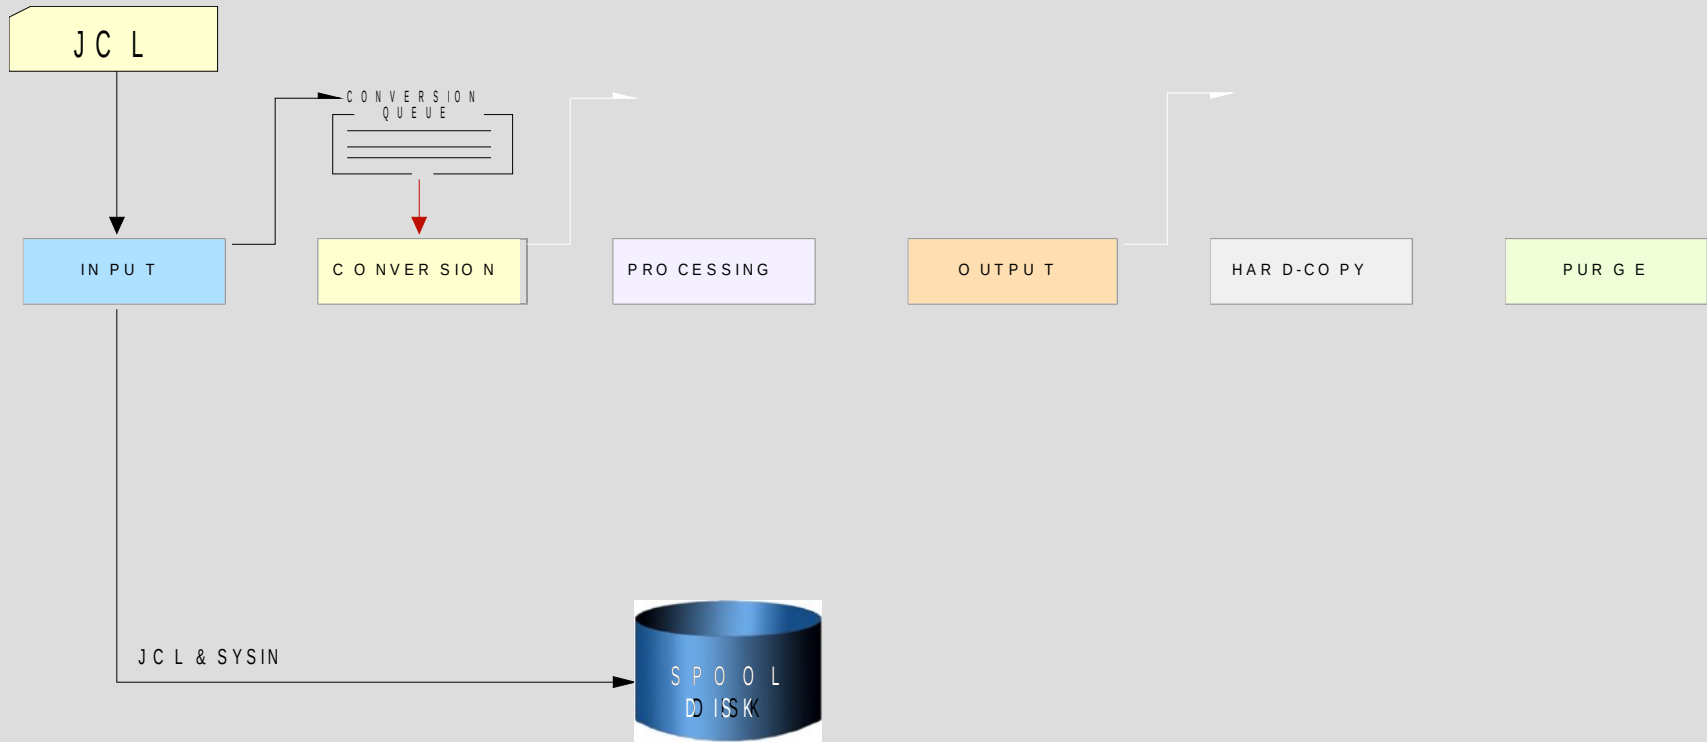 JCL
CONVERSION
QUEUE
INPUT
CONVERSION
PROCESSING
OUTPUT
HARD-COPY
PURGE
JCL & SYSIN
SPOOL
DISK